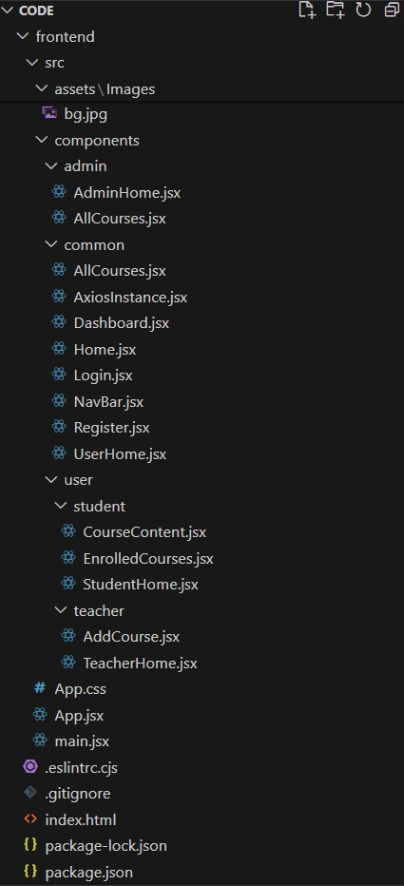 CODE
frontend
src
assets\Images
bg.jpg
components
admin
AdminHome.jsx
AllCourses.jsx
common
AllCourses.jsx
AxiosInstance.jsx
Dashboard.jsx
Home.jsx
Login.jsx
NavBar.jsx
Register.jsx
UserHome.jsx
user
student
CourseContent.jsx
EnrolledCourses.jsx
StudentHome.jsx
teacher
AddCourse.jsx
TeacherHome.jsx
# App.css
App.jsx
main.jsx
.eslintrc.cjs
.gitignore
<> index.html
{} package-lock.json
{} package.json